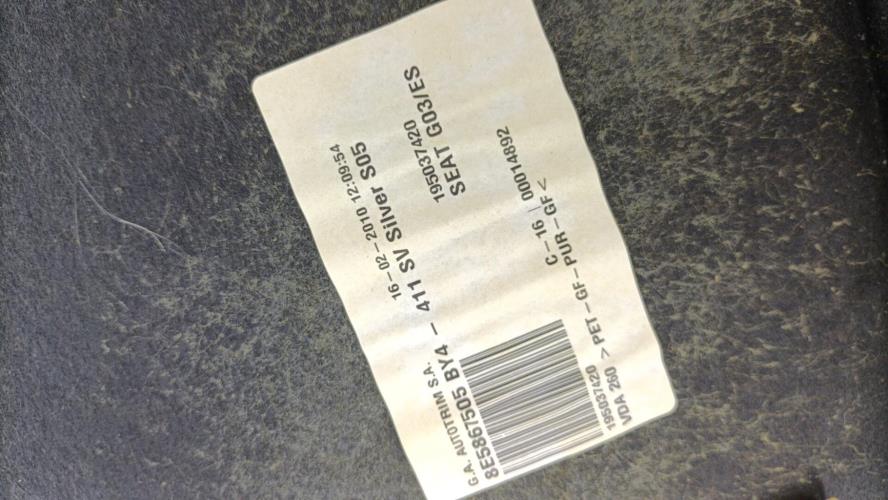 G.A. AUTOTRIM S.A. 16-02-2010 12:09:54
8E5867505 BY4 - 411 SV Silver S05
195037420
SEAT G03/ES
C-16 | 00014892
195037420
VDA 260 >PET-GF-PUR-GF<